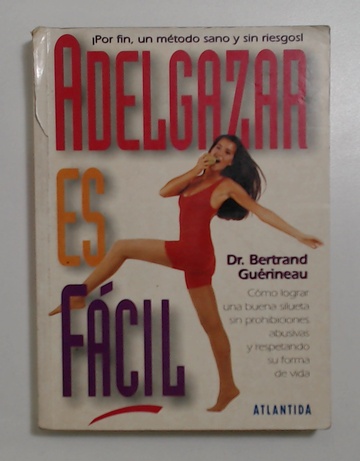 ¡Por fin, un método sano y sin riesgos!
ADELGAZAR
ES
FÁCIL
Dr. Bertrand
Guérineau
Cómo lograr
una buena silueta
sin prohibiciones
abusivas
y respetando
su forma
de vida
ATLANTIDA